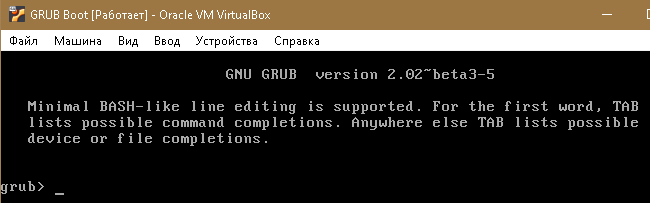 GRUB Boot [Работает] - Oracle VM VirtualBox
Файл Машина Вид Ввод Устройства Справка
GNU GRUB version 2.02~beta3-5
Minimal BASH-like line editing is supported. For the first word, TAB
lists possible command completions. Anywhere else TAB lists possible
device or file completions.
grub> _